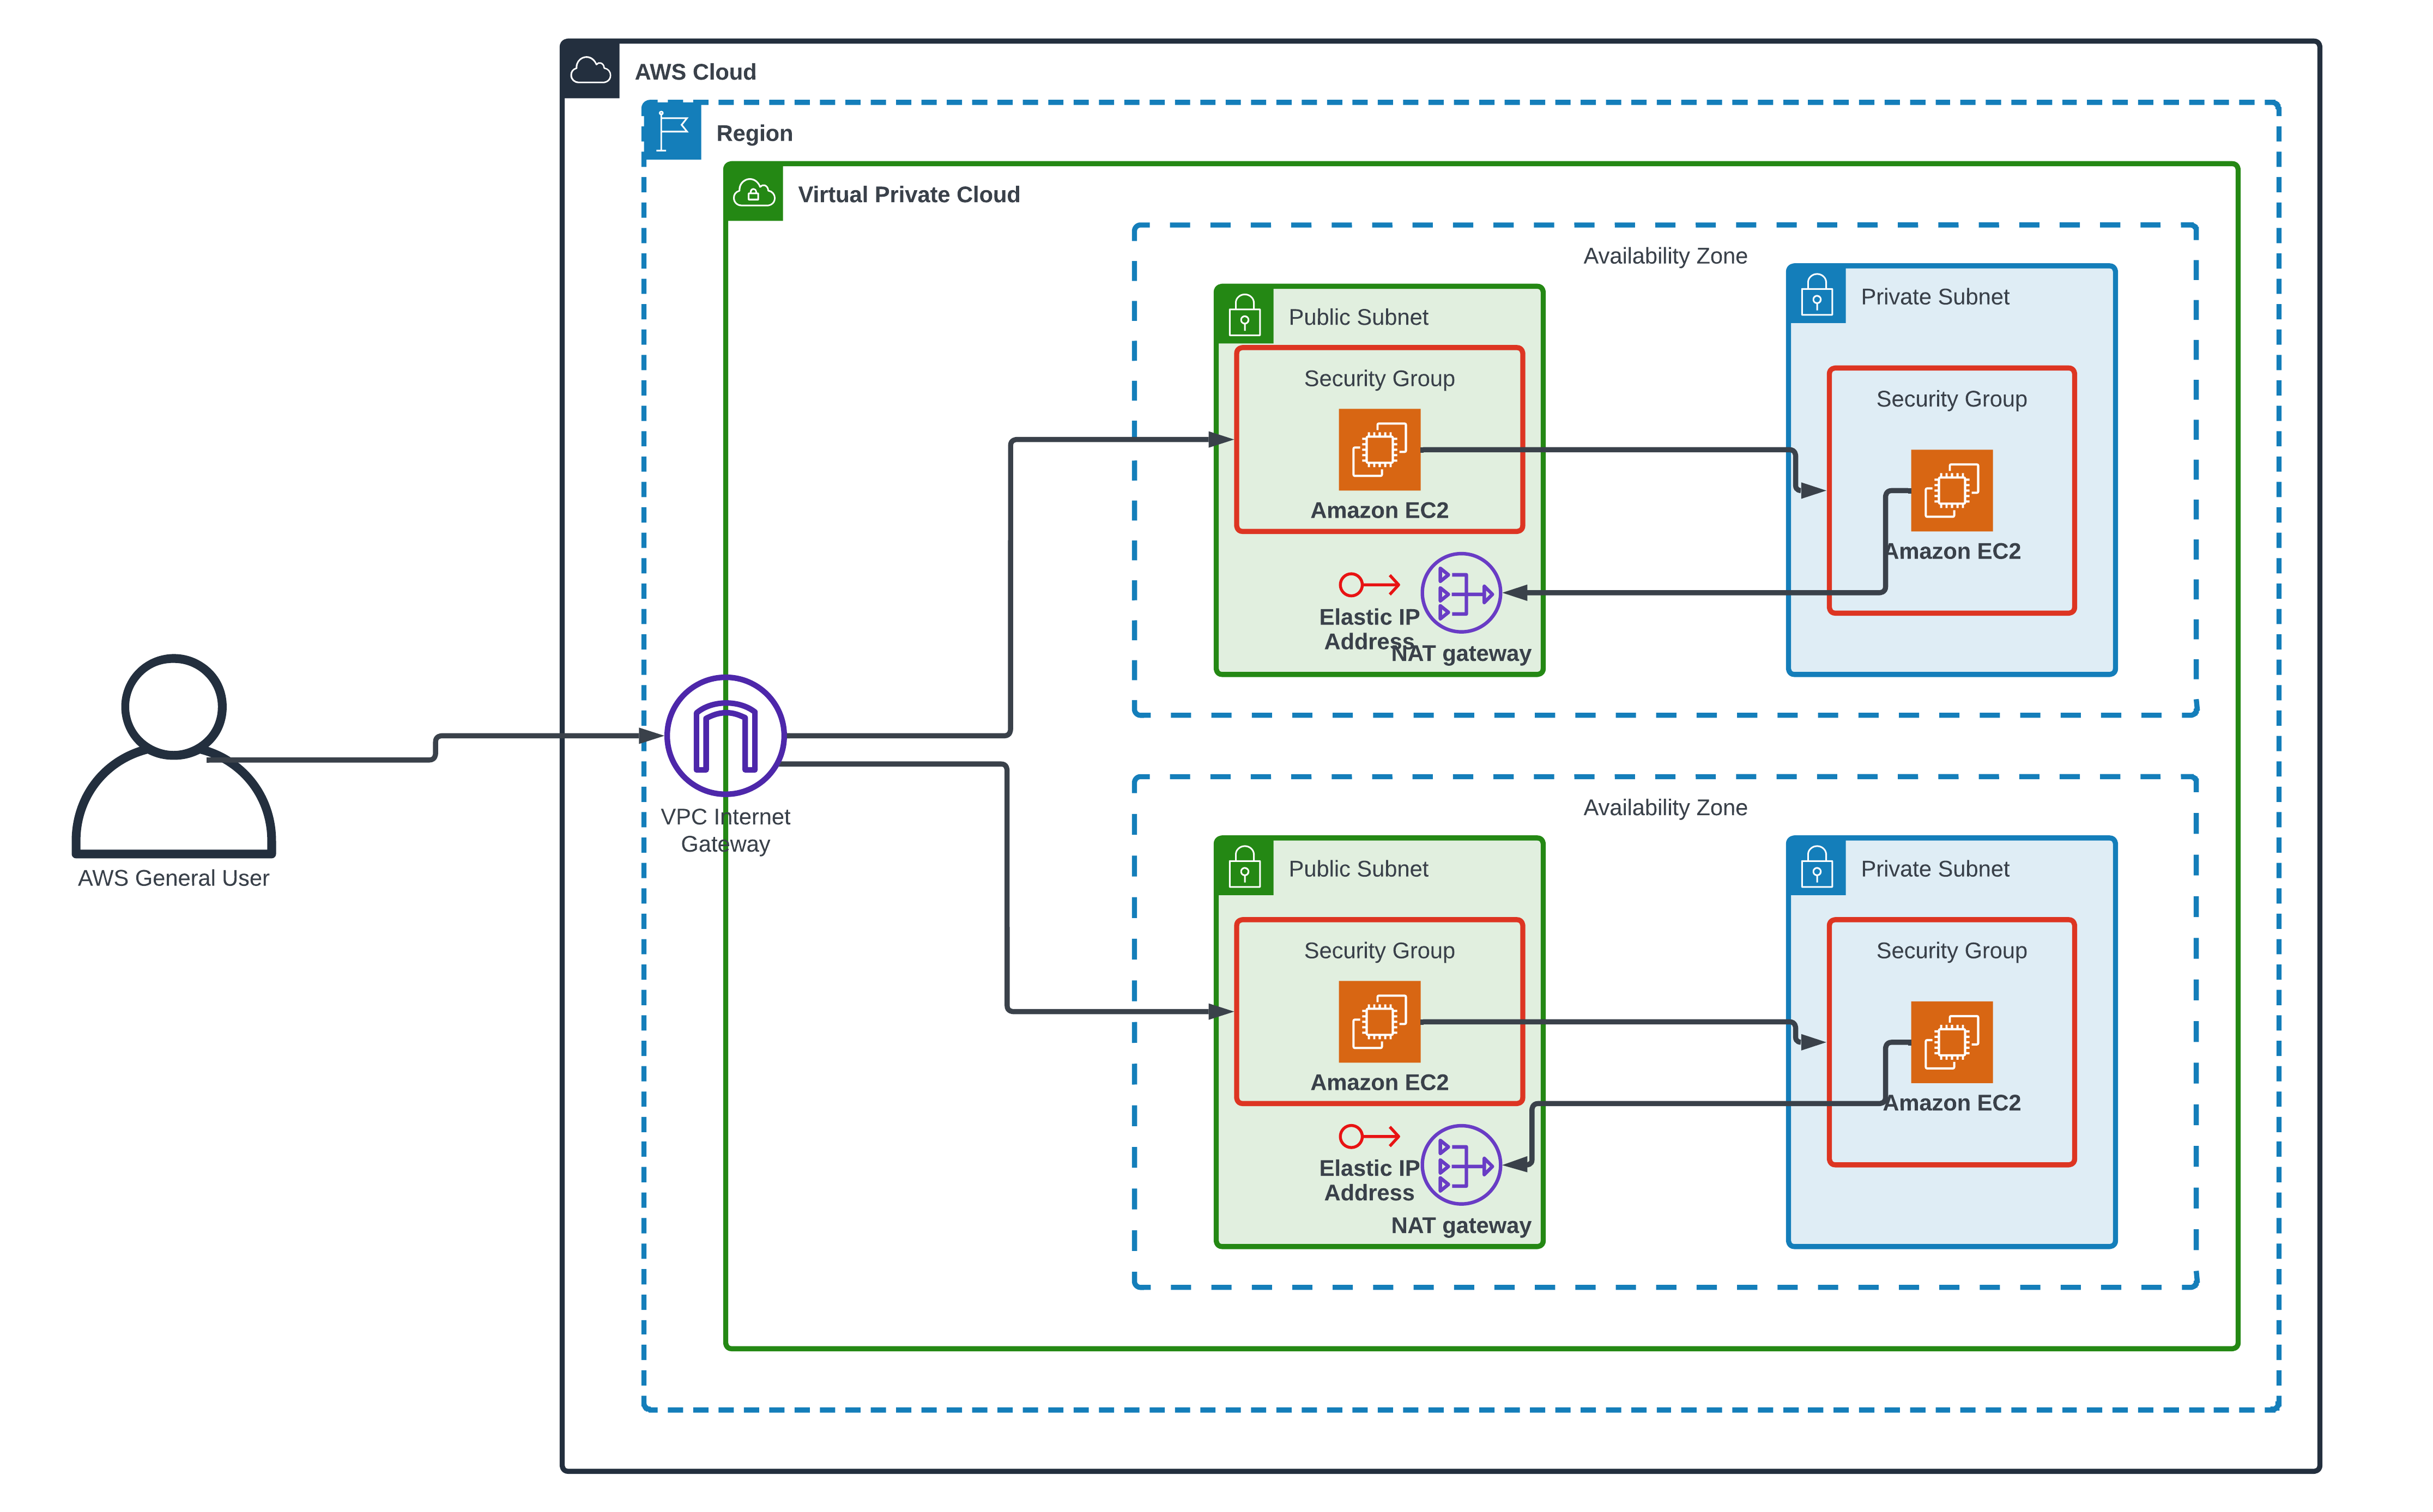 AWS Cloud
Region
Virtual Private Cloud
Availability Zone
Public Subnet
Security Group
Amazon EC2
Elastic IP
Address
NAT gateway
Private Subnet
Security Group
Amazon EC2
AWS General User
VPC Internet
Gateway
Availability Zone
Public Subnet
Security Group
Amazon EC2
Elastic IP
Address
NAT gateway
Private Subnet
Security Group
Amazon EC2